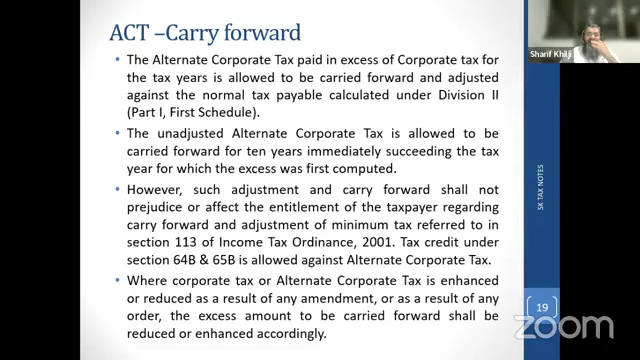 ACT –Carry forward
• The Alternate Corporate Tax paid in excess of Corporate tax for
the tax years is allowed to be carried forward and adjusted
against the normal tax payable calculated under Division II
(Part I, First Schedule).
• The unadjusted Alternate Corporate Tax is allowed to be
carried forward for ten years immediately succeeding the tax
year for which the excess was first computed.
• However, such adjustment and carry forward shall not
prejudice or affect the entitlement of the taxpayer regarding
carry forward and adjustment of minimum tax referred to in
section 113 of Income Tax Ordinance, 2001. Tax credit under
section 64B & 65B is allowed against Alternate Corporate Tax.
• Where corporate tax or Alternate Corporate Tax is enhanced
or reduced as a result of any amendment, or as a result of any
order, the excess amount to be carried forward shall be
reduced or enhanced accordingly.
Sharif Khilji
SK TAX NOTES
19
zoom